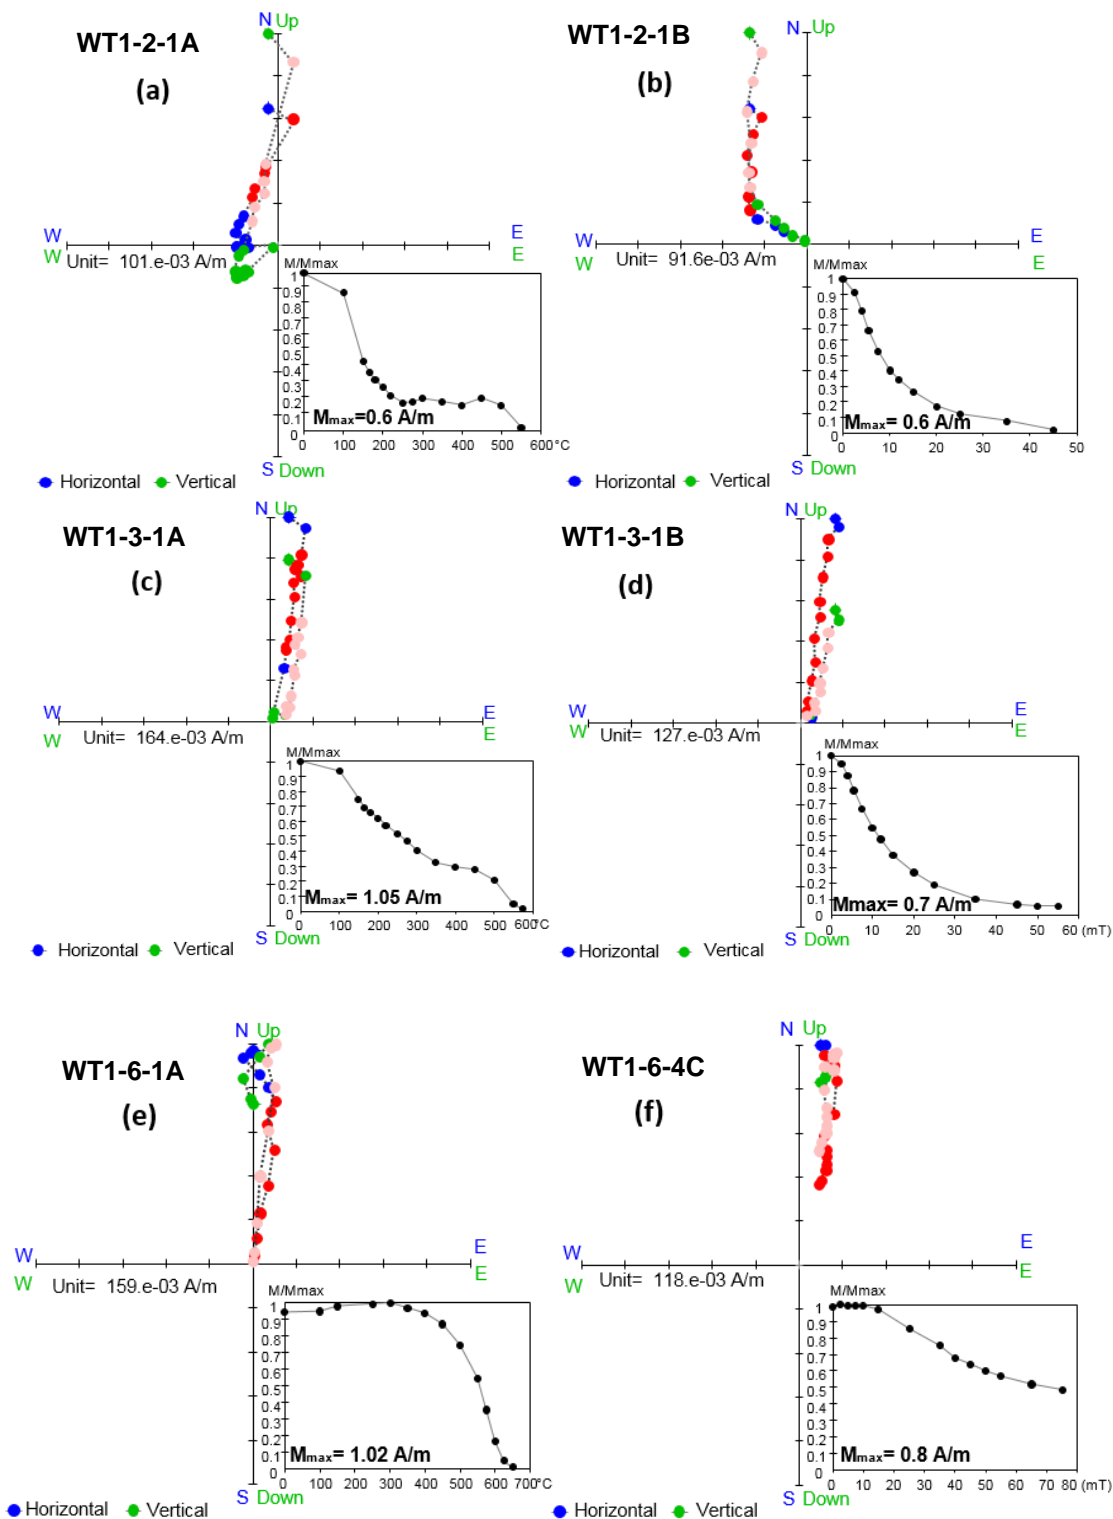 WT1-2-1A
(a)
N Up
W E
W E
Unit= 101.e-03 A/m
M/Mmax
1
0.9
0.8
0.7
0.6
0.5
0.4
0.3
0.2
0.1
0
Mmax=0.6 A/m
0 100 200 300 400 500 600°C
S Down
Horizontal Vertical
WT1-2-1B
(b)
N Up
W E
W E
Unit= 91.6e-03 A/m
M/Mmax
1
0.9
0.8
0.7
0.6
0.5
0.4
0.3
0.2
0.1
0
Mmax= 0.6 A/m
0 10 20 30 40 50
S Down
Horizontal Vertical
WT1-3-1A
(c)
N Up
W E
W E
Unit= 164.e-03 A/m
M/Mmax
1
0.9
0.8
0.7
0.6
0.5
0.4
0.3
0.2
0.1
0
Mmax= 1.05 A/m
0 100 200 300 400 500 600°C
S Down
Horizontal Vertical
WT1-3-1B
(d)
N Up
W E
W E
Unit= 127.e-03 A/m
M/Mmax
1
0.9
0.8
0.7
0.6
0.5
0.4
0.3
0.2
0.1
0
Mmax= 0.7 A/m
0 10 20 30 40 50 60 (mT)
S Down
Horizontal Vertical
WT1-6-1A
(e)
N Up
W E
W E
Unit= 159.e-03 A/m
M/Mmax
1
0.9
0.8
0.7
0.6
0.5
0.4
0.3
0.2
0.1
0
Mmax= 1.02 A/m
0 100 200 300 400 500 600 700°C
S Down
Horizontal Vertical
WT1-6-4C
(f)
N Up
W E
W E
Unit= 118.e-03 A/m
M/Mmax
1
0.9
0.8
0.7
0.6
0.5
0.4
0.3
0.2
0.1
0
Mmax= 0.8 A/m
0 10 20 30 40 50 60 70 80 (mT)
S Down
Horizontal Vertical